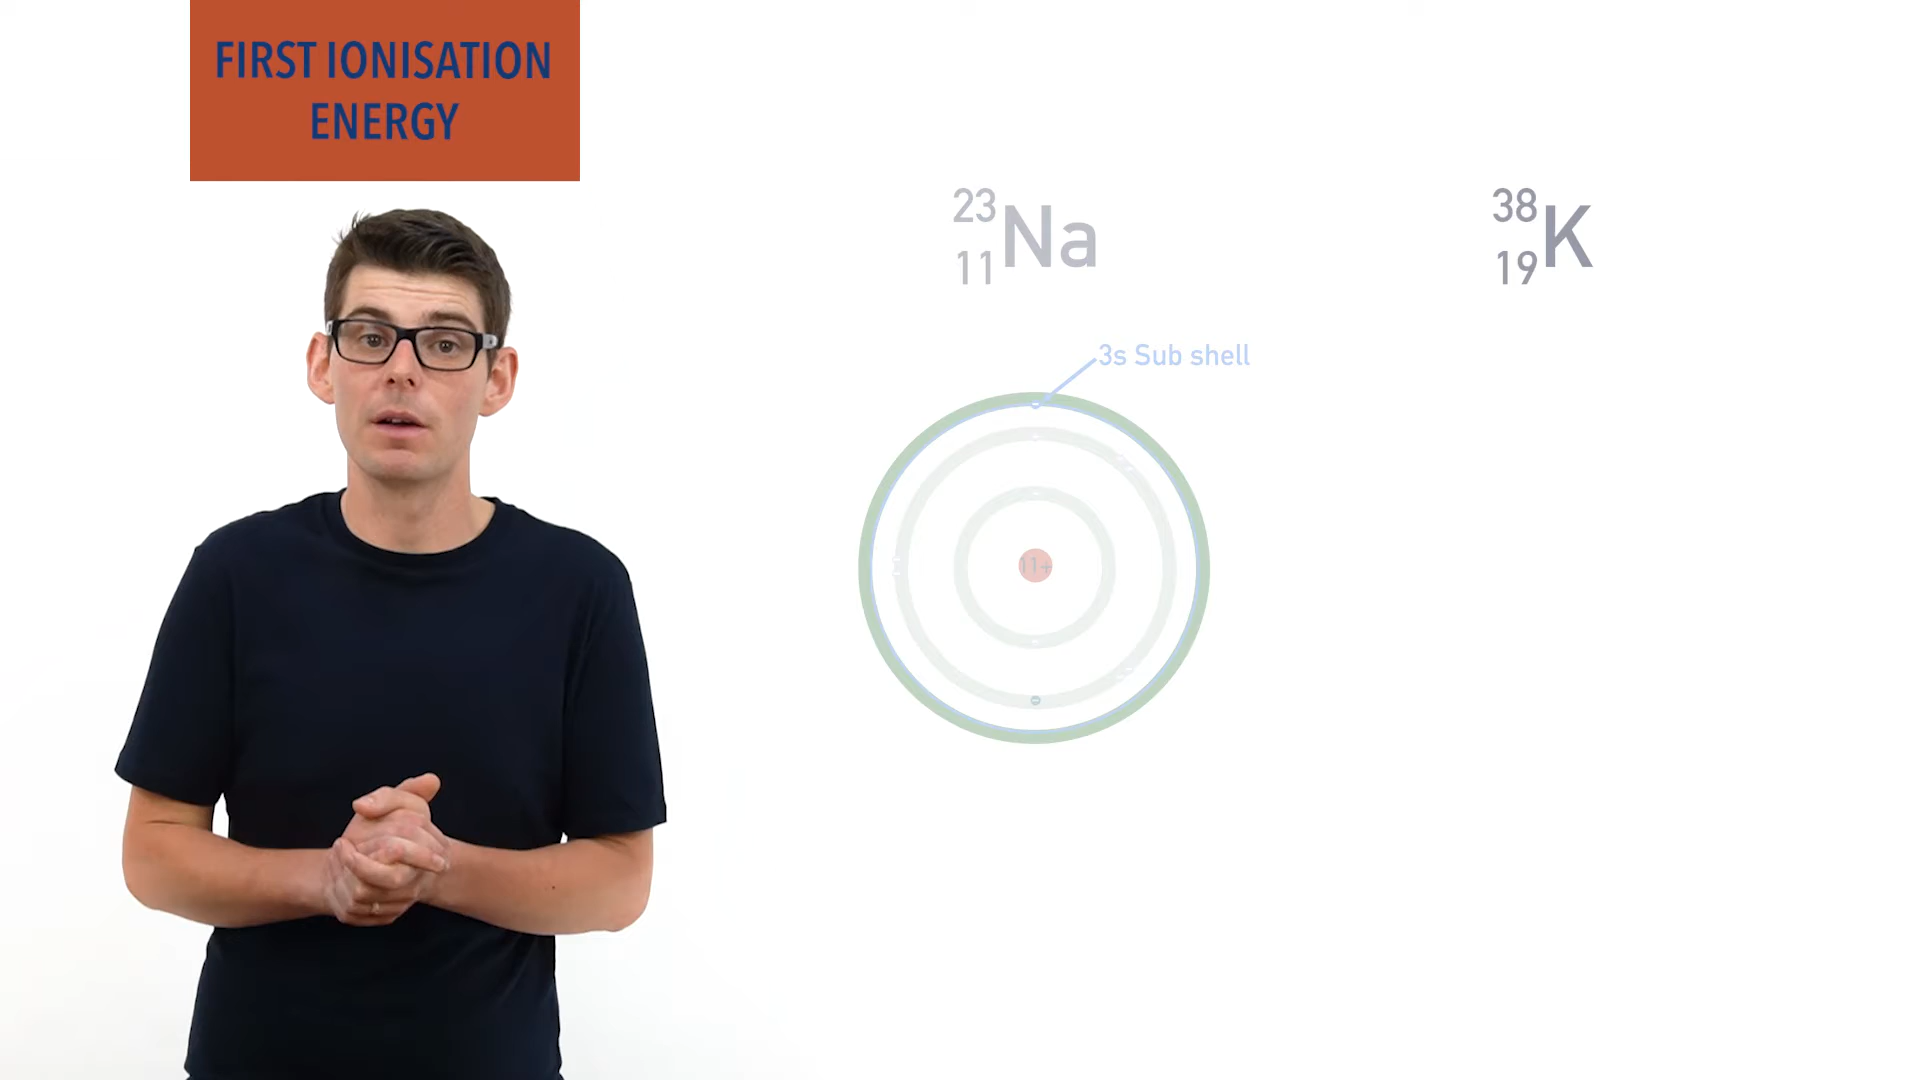 FIRST IONISATION
ENERGY
23
11
Na
38
19
K
3s Sub shell
11+